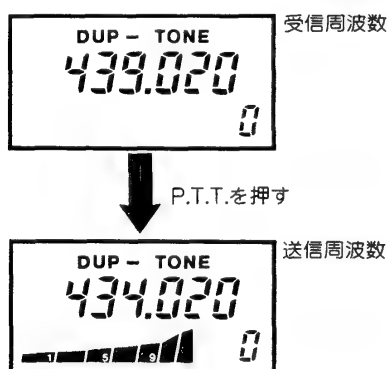 DUP – TONE
受信周波数
439.020
0
P.T.T.を押す
DUP – TONE
送信周波数
434.020
1 5 9 0